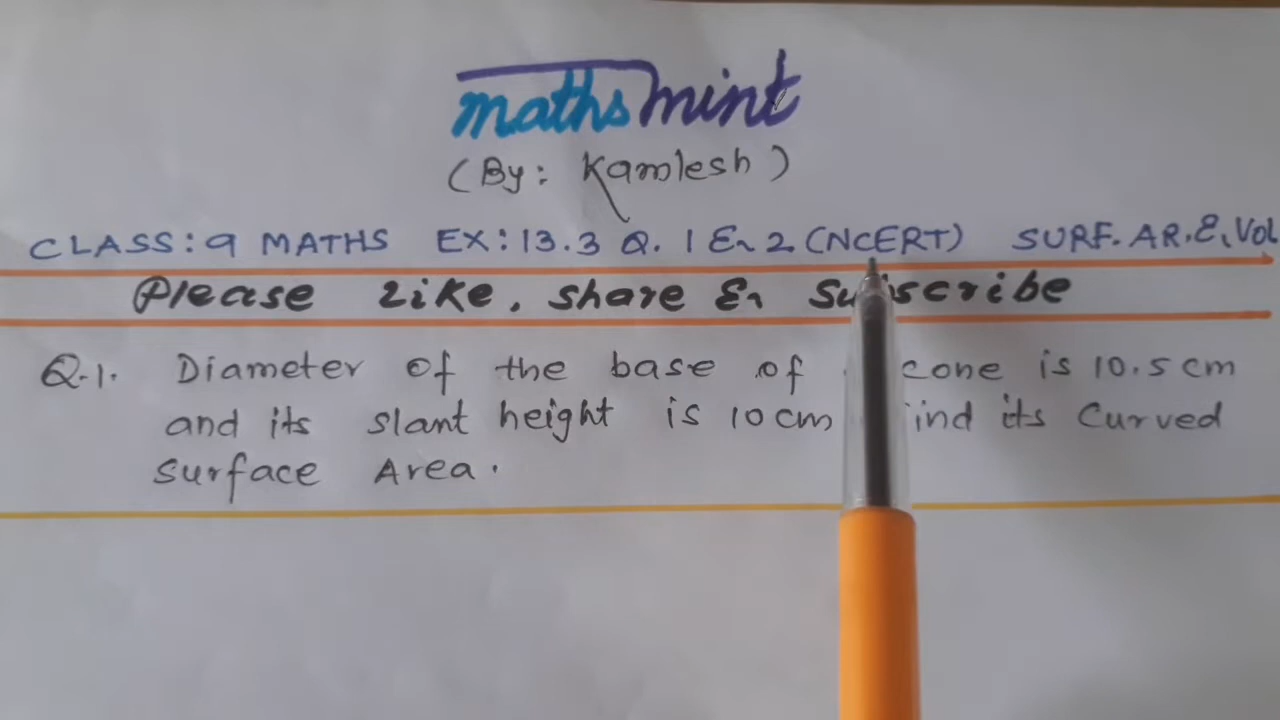 maths mint
(By: Kamlesh)
CLASS: 9 MATHS EX: 13.3 Q. 1 & 2 (NCERT) SURF. AR. & Vol
Please Like, Share & Subscribe
Q.1. Diameter of the base of cone is 10.5 cm
and its slant height is 10 cm. Find its Curved
Surface Area.